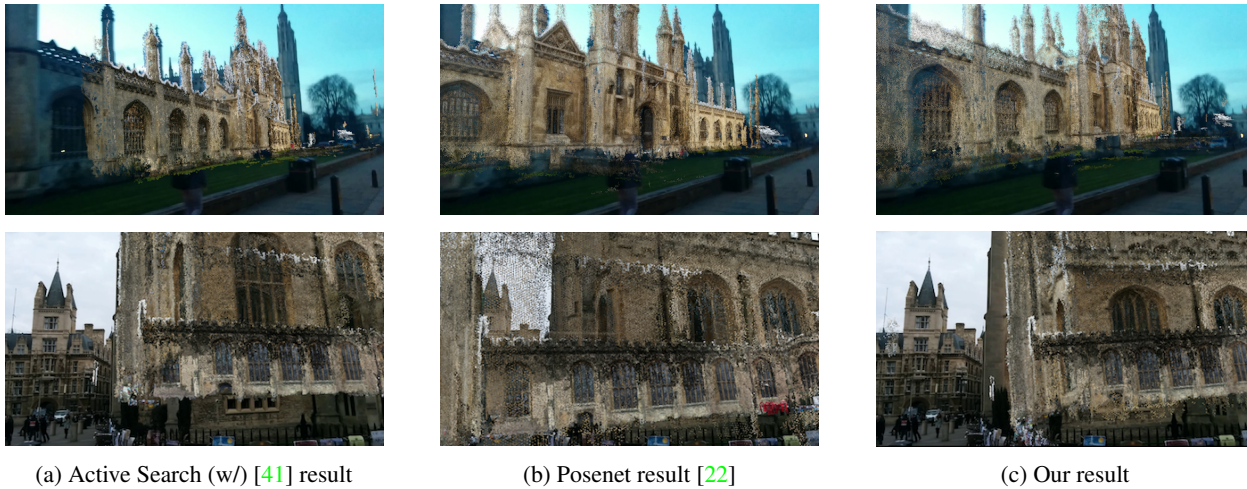 (a) Active Search (w/) [41] result
(b) Posenet result [22]
(c) Our result